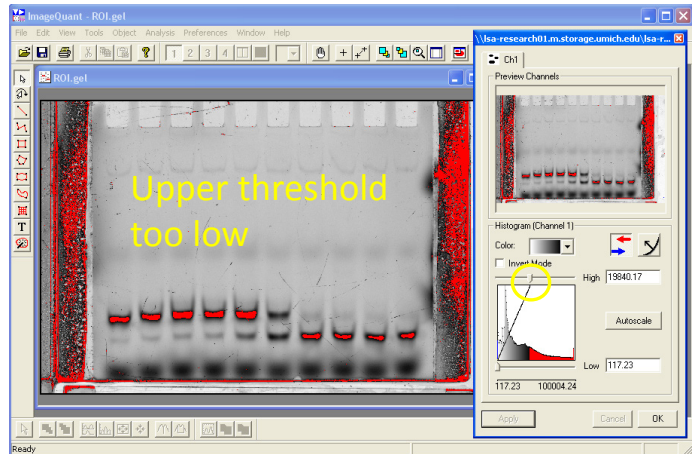 ImageQuant - ROI.gel
File Edit View Tools Object Analysis Preferences Window Help
1 2 3 4
ROI.gel
Upper threshold
too low
T
\\lsa-research01.m.storage.umich.edu\lsa-r...
Ch1
Preview Channels
Histogram (Channel 1)
Color:
Invert Mode
High 19840.17
Autoscale
Low 117.23
117.23 100004.24
Apply Cancel OK
Ready